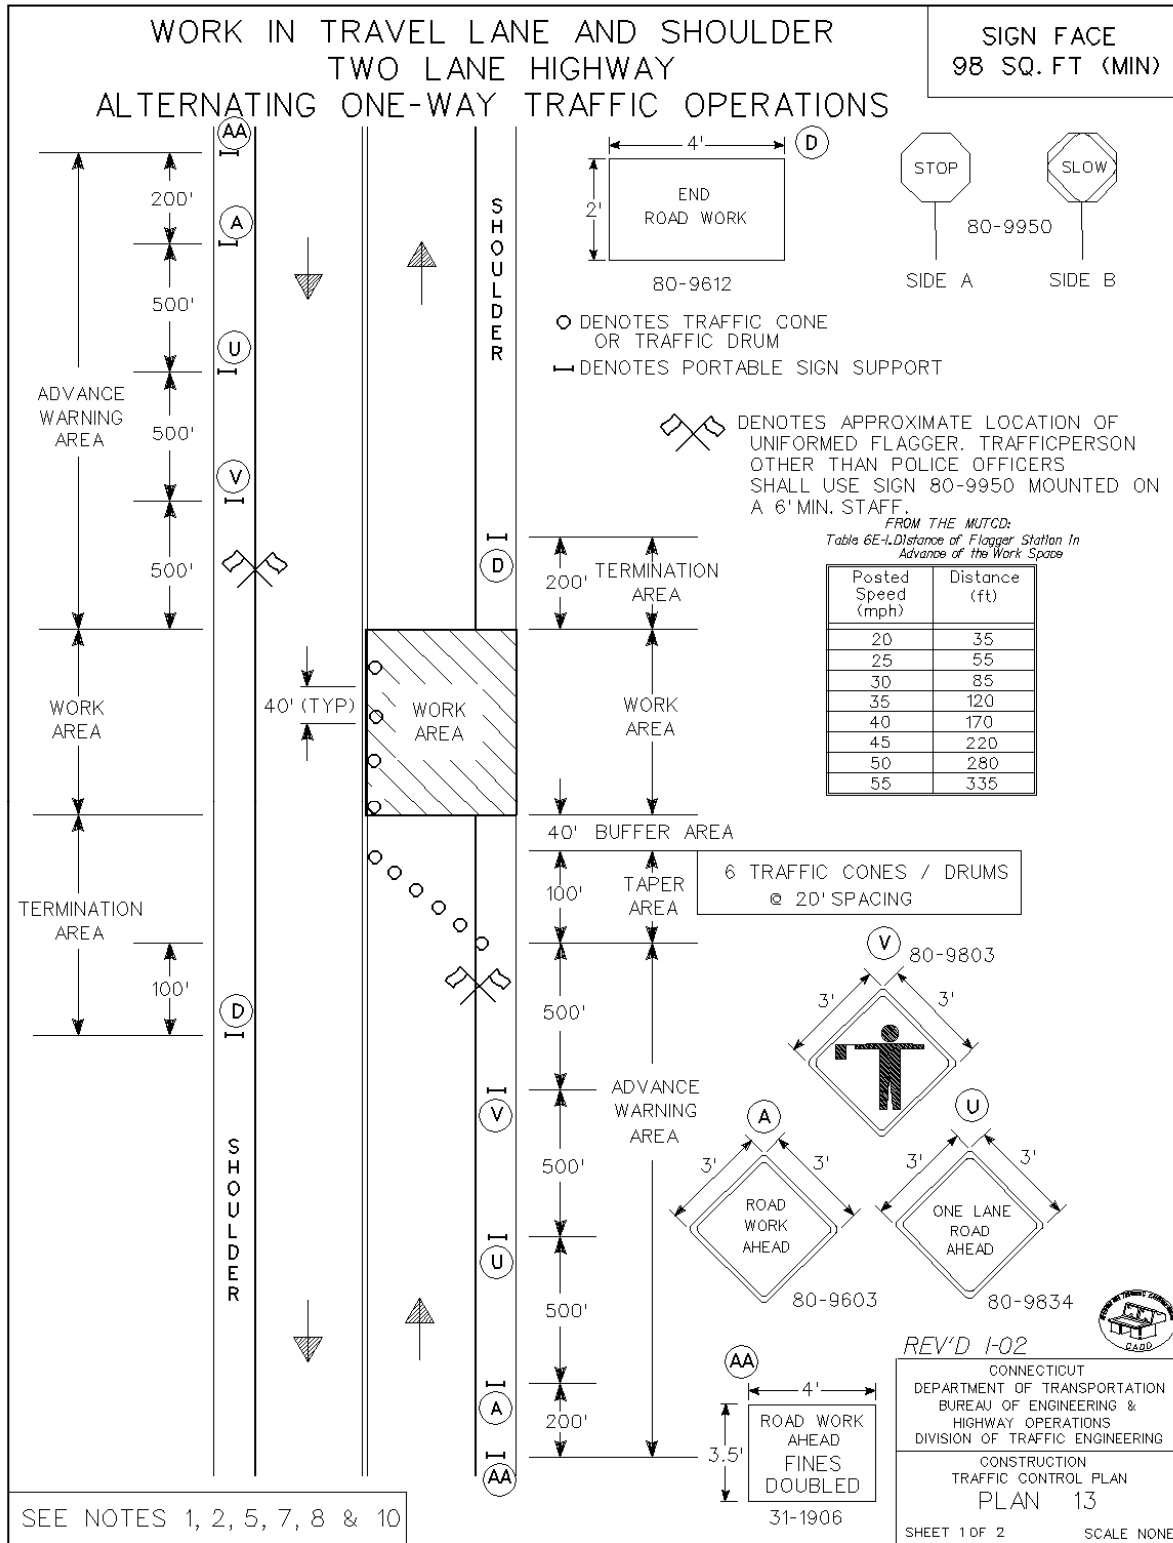 WORK IN TRAVEL LANE AND SHOULDER
TWO LANE HIGHWAY
ALTERNATING ONE-WAY TRAFFIC OPERATIONS
SIGN FACE
98 SQ.FT (MIN)
AA
200'
A
500'
U
ADVANCE
WARNING
AREA
500'
V
500'
WORK
AREA
40' (TYP)
TERMINATION
AREA
100'
D
SHOULDER
SHOULDER
WORK
AREA
4'
D
2'
END
ROAD WORK
80-9612
STOP
SLOW
80-9950
SIDE A
SIDE B
DENOTES TRAFFIC CONE
OR TRAFFIC DRUM
DENOTES PORTABLE SIGN SUPPORT
DENOTES APPROXIMATE LOCATION OF
UNIFORMED FLAGGER. TRAFFICPERSON
OTHER THAN POLICE OFFICERS
SHALL USE SIGN 80-9950 MOUNTED ON
A 6' MIN. STAFF.
FROM THE MUTCD:
Table 6E-1. Distance of Flagger Station in
Advance of the Work Space
Posted Speed (mph) Distance (ft)
20 35
25 55
30 85
35 120
40 170
45 220
50 280
55 335
D
200'
TERMINATION
AREA
WORK
AREA
40' BUFFER AREA
100'
TAPER
AREA
6 TRAFFIC CONES / DRUMS
@ 20' SPACING
500'
V
ADVANCE
WARNING
AREA
500'
U
500'
A
200'
AA
V
80-9803
3' 3'
A
3' 3'
ROAD
WORK
AHEAD
80-9603
U
3' 3'
ONE LANE
ROAD
AHEAD
80-9834
AA
4'
3.5'
ROAD WORK
AHEAD
FINES
DOUBLED
31-1906
REV'D 1-02
CADD
CONNECTICUT
DEPARTMENT OF TRANSPORTATION
BUREAU OF ENGINEERING &
HIGHWAY OPERATIONS
DIVISION OF TRAFFIC ENGINEERING
CONSTRUCTION
TRAFFIC CONTROL PLAN
PLAN 13
SHEET 1 OF 2 SCALE NONE
SEE NOTES 1, 2, 5, 7, 8 & 10